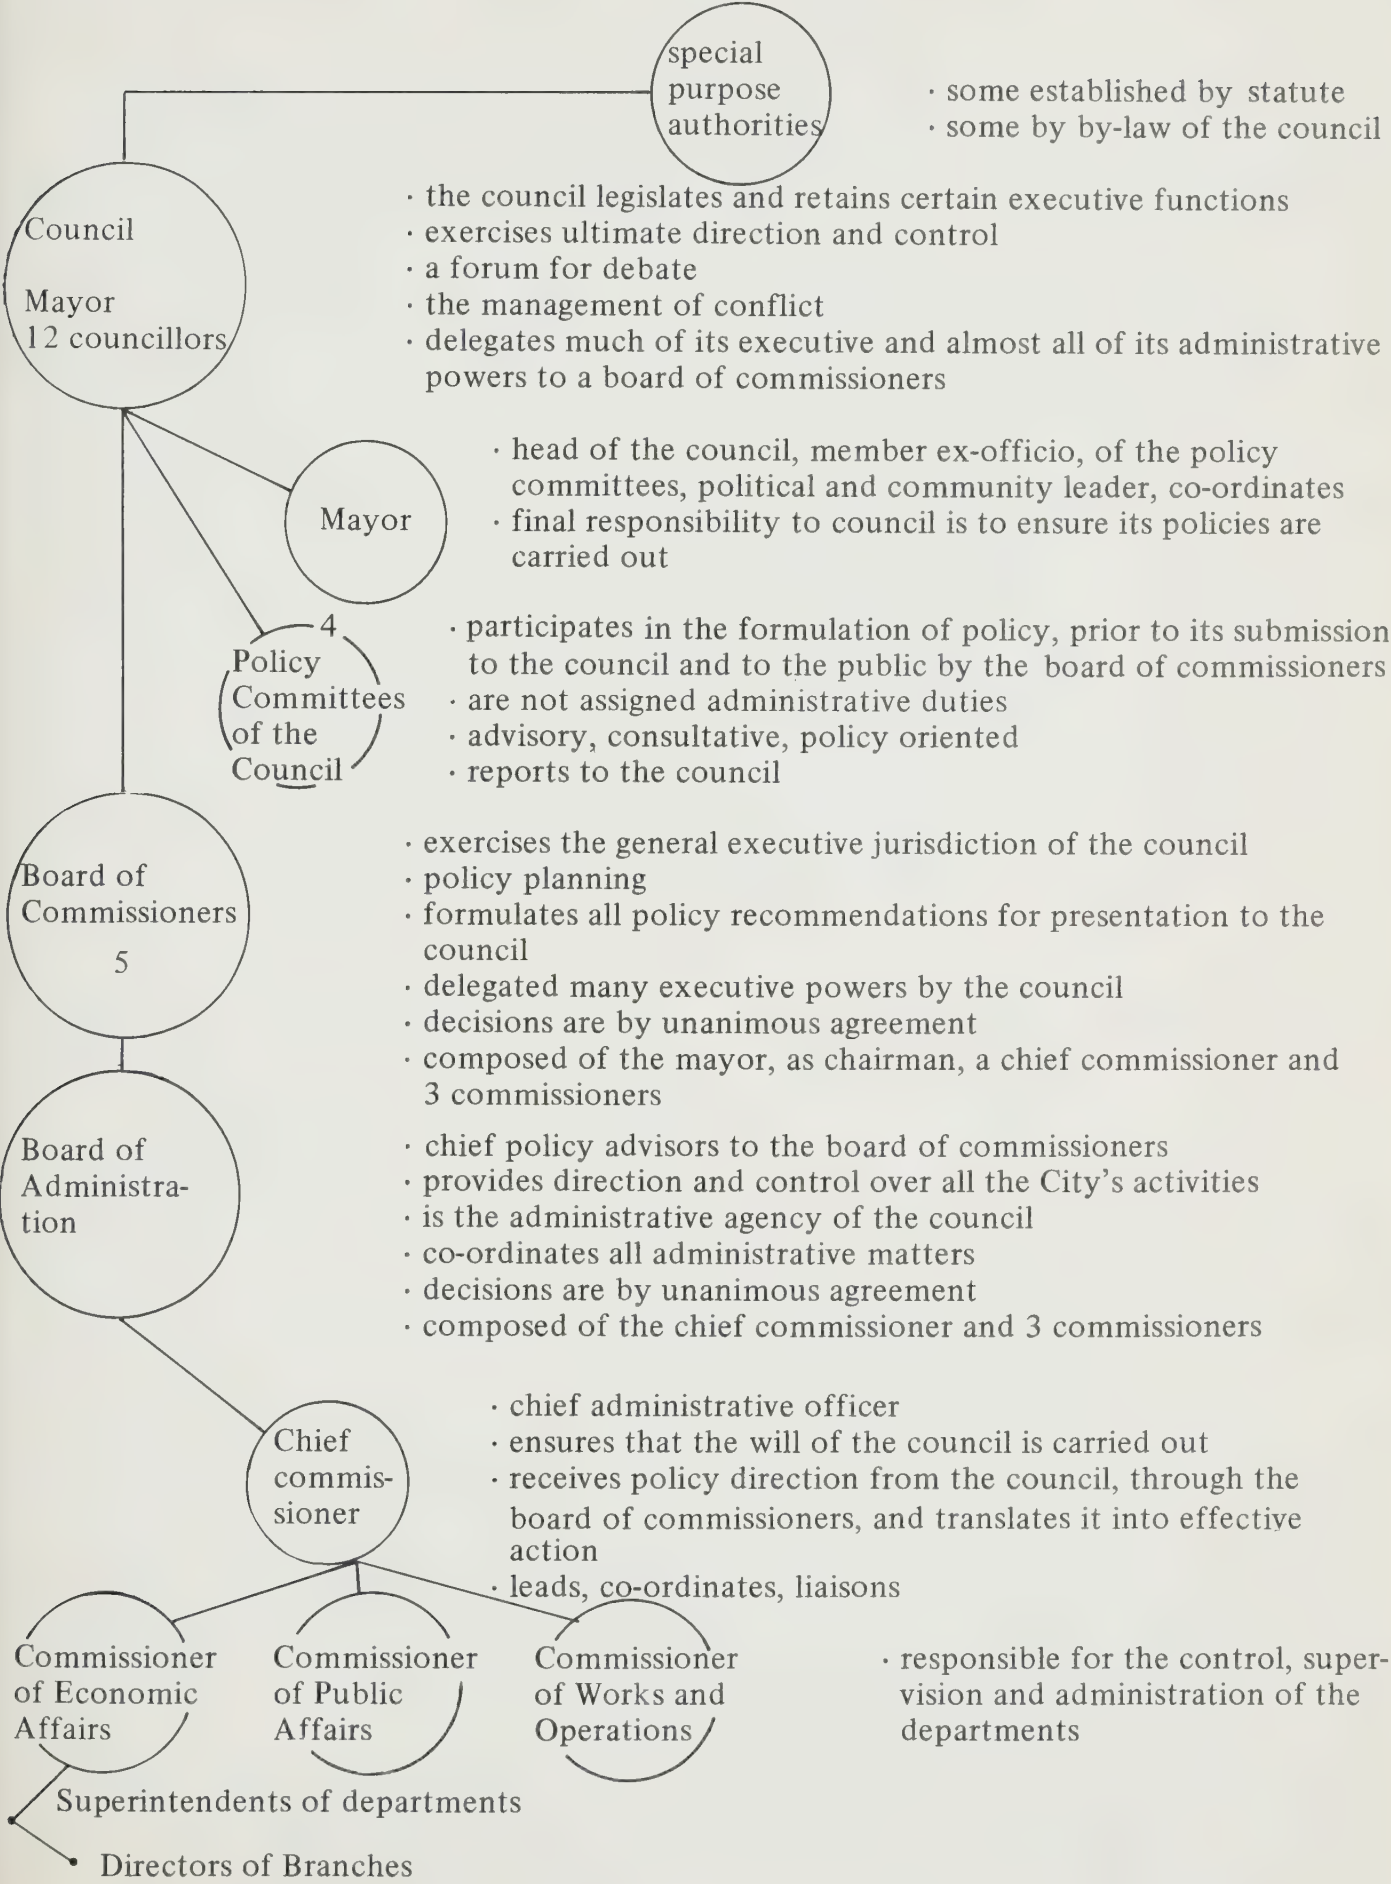 special
purpose
authorities
· some established by statute
· some by by-law of the council
Council
Mayor
12 councillors
· the council legislates and retains certain executive functions
· exercises ultimate direction and control
· a forum for debate
· the management of conflict
· delegates much of its executive and almost all of its administrative
powers to a board of commissioners
Mayor
· head of the council, member ex-officio, of the policy
committees, political and community leader, co-ordinates
· final responsibility to council is to ensure its policies are
carried out
4
Policy
Committees
of the
Council
· participates in the formulation of policy, prior to its submission
to the council and to the public by the board of commissioners
· are not assigned administrative duties
· advisory, consultative, policy oriented
· reports to the council
Board of
Commissioners
5
· exercises the general executive jurisdiction of the council
· policy planning
· formulates all policy recommendations for presentation to the
council
· delegated many executive powers by the council
· decisions are by unanimous agreement
· composed of the mayor, as chairman, a chief commissioner and
3 commissioners
Board of
Administra-
tion
· chief policy advisors to the board of commissioners
· provides direction and control over all the City's activities
· is the administrative agency of the council
· co-ordinates all administrative matters
· decisions are by unanimous agreement
· composed of the chief commissioner and 3 commissioners
Chief
commis-
sioner
· chief administrative officer
· ensures that the will of the council is carried out
· receives policy direction from the council, through the
board of commissioners, and translates it into effective
action
· leads, co-ordinates, liaisons
Commissioner
of Economic
Affairs
Commissioner
of Public
Affairs
Commissioner
of Works and
Operations
· responsible for the control, super-
vision and administration of the
departments
Superintendents of departments
Directors of Branches